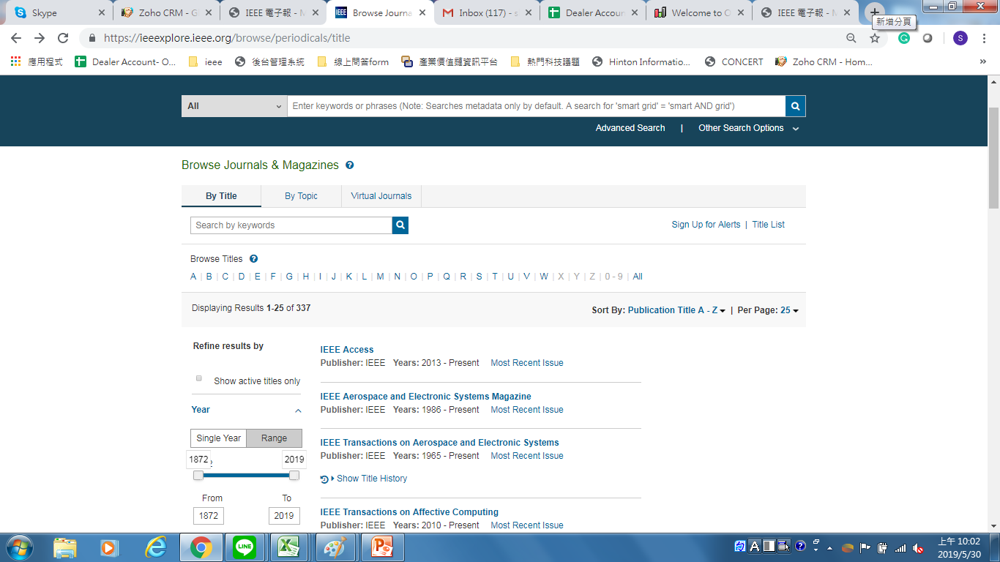 Skype
Zoho CRM - G
IEEE 電子報 - M
Browse Journa
Inbox (117) - s
Dealer Accoun
Welcome to O
IEEE 電子報 - M
新增分頁
https://ieeexplore.ieee.org/browse/periodicals/title
S
應用程式
Dealer Account- O...
ieee
後台管理系統
線上問答form
產業價值鏈資訊平台
熱門科技議題
Hinton Informatio...
CONCERT
Zoho CRM - Hom...
»
All
Enter keywords or phrases (Note: Searches metadata only by default. A search for 'smart grid' = 'smart AND grid')
Advanced Search | Other Search Options
Browse Journals & Magazines ?
By Title
By Topic
Virtual Journals
Search by keywords
Sign Up for Alerts | Title List
Browse Titles ?
A | B | C | D | E | F | G | H | I | J | K | L | M | N | O | P | Q | R | S | T | U | V | W | X | Y | Z | 0 - 9 | All
Displaying Results 1-25 of 337
Sort By: Publication Title A - Z | Per Page: 25
Refine results by
Show active titles only
Year
Single Year
Range
1872
2019
From
To
1872
2019
IEEE Access
Publisher: IEEE Years: 2013 - Present Most Recent Issue
IEEE Aerospace and Electronic Systems Magazine
Publisher: IEEE Years: 1986 - Present Most Recent Issue
IEEE Transactions on Aerospace and Electronic Systems
Publisher: IEEE Years: 1965 - Present Most Recent Issue
Show Title History
IEEE Transactions on Affective Computing
Publisher: IEEE Years: 2010 - Present Most Recent Issue
LINE
A
上午 10:02
2019/5/30